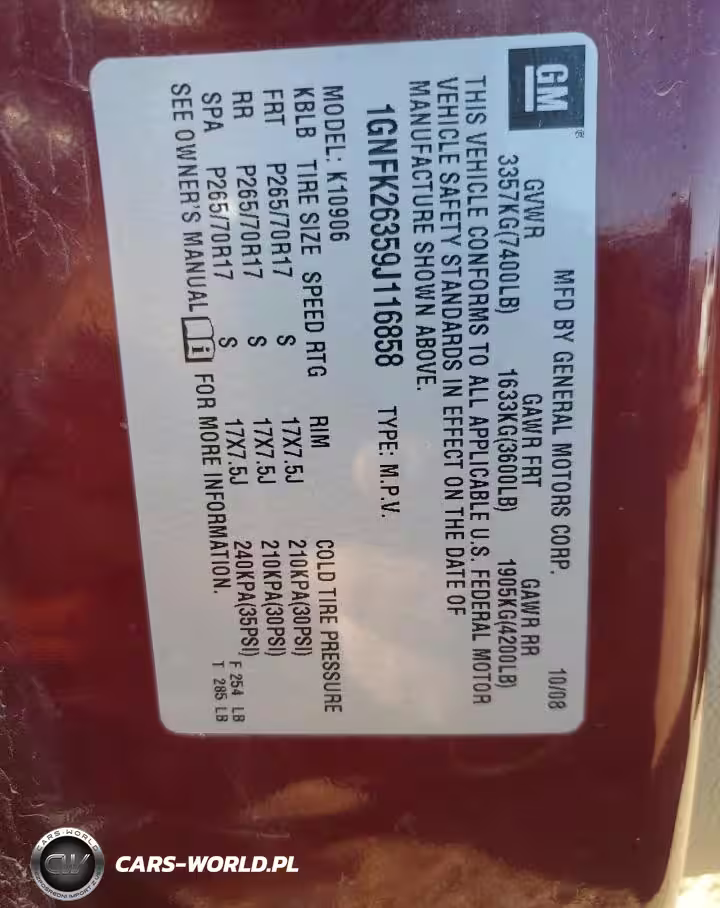 GM®
MFD BY GENERAL MOTORS CORP. 10/08
GVWR GAWR FRT GAWR RR
3357KG(7400LB) 1633KG(3600LB) 1905KG(4200LB)
THIS VEHICLE CONFORMS TO ALL APPLICABLE U.S. FEDERAL MOTOR
VEHICLE SAFETY STANDARDS IN EFFECT ON THE DATE OF
MANUFACTURE SHOWN ABOVE.
1GNFK26359J116858 TYPE: M.P.V.
MODEL: K10906
KBLB TIRE SIZE SPEED RTG RIM COLD TIRE PRESSURE
FRT P265/70R17 S 17X7.5J 210KPA(30PSI)
RR P265/70R17 S 17X7.5J 210KPA(30PSI)
SPA P265/70R17 S 17X7.5J 240KPA(35PSI) F 254 LB
SEE OWNER'S MANUAL i FOR MORE INFORMATION. T 285 LB
CARS-WORLD
CW
CARS-WORLD.PL